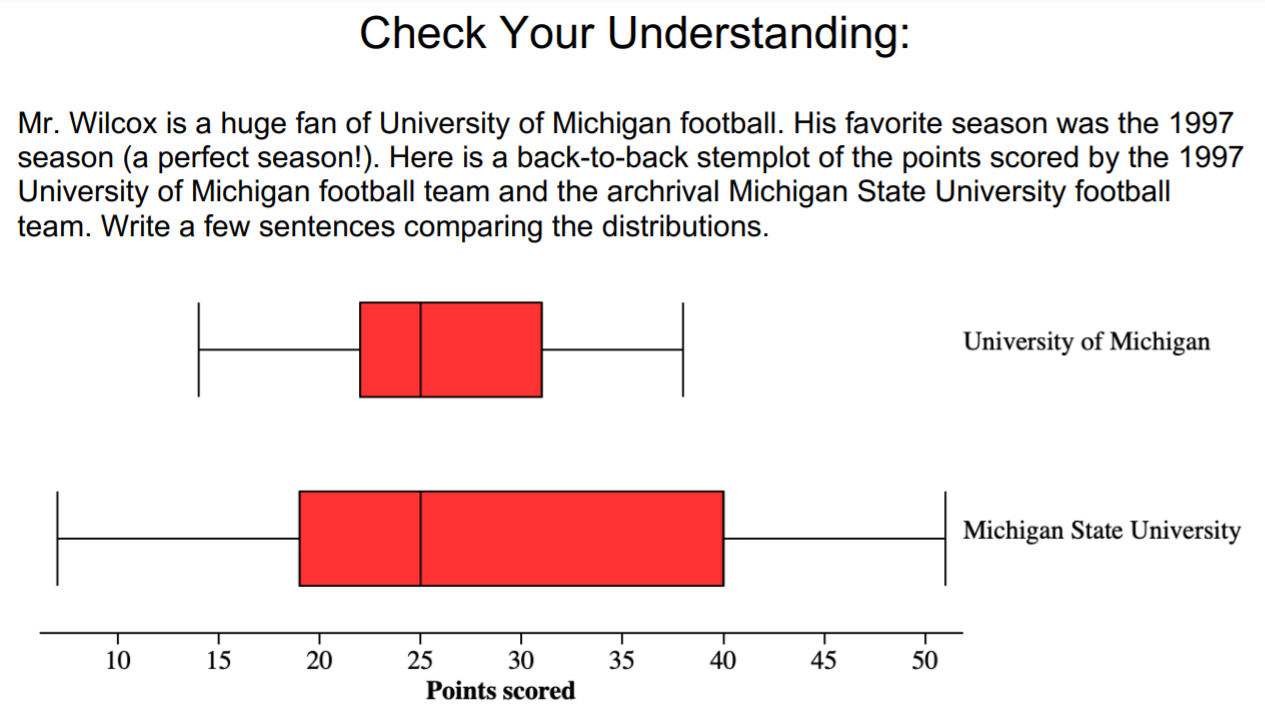 Check Your Understanding:
Mr. Wilcox is a huge fan of University of Michigan football. His favorite season was the 1997
season (a perfect season!). Here is a back-to-back stemplot of the points scored by the 1997
University of Michigan football team and the archrival Michigan State University football
team. Write a few sentences comparing the distributions.
University of Michigan
Michigan State University
10 15 20 25 30 35 40 45 50
Points scored